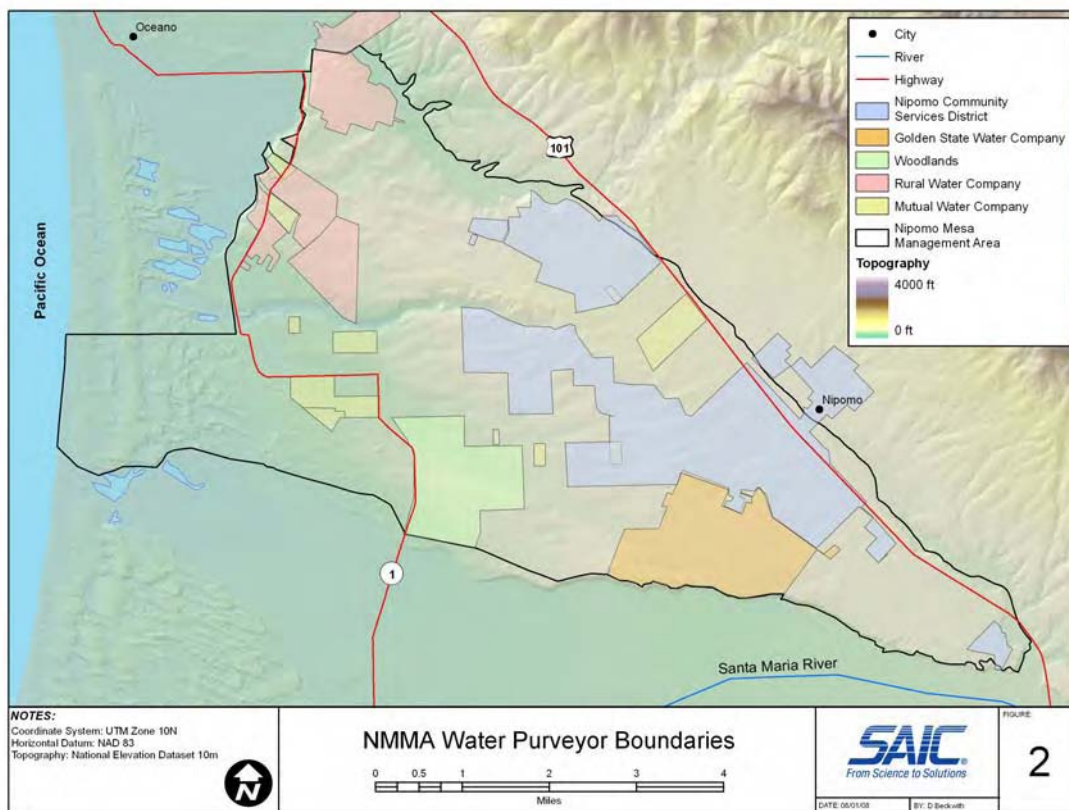 Oceano
101
Pacific Ocean
Nipomo
1
Santa Maria River
City
River
Highway
Nipomo Community
Services District
Golden State Water Company
Woodlands
Rural Water Company
Mutual Water Company
Nipomo Mesa
Management Area
Topography
4000 ft
0 ft
NOTES:
Coordinate System: UTM Zone 10N
Horizontal Datum: NAD 83
Topography: National Elevation Dataset 10m
N
NMMA Water Purveyor Boundaries
0 0.5 1 2 3 4
Miles
SAIC
From Science to Solutions
DATE: 08/01/08 BY: D Beckwith
FIGURE:
2